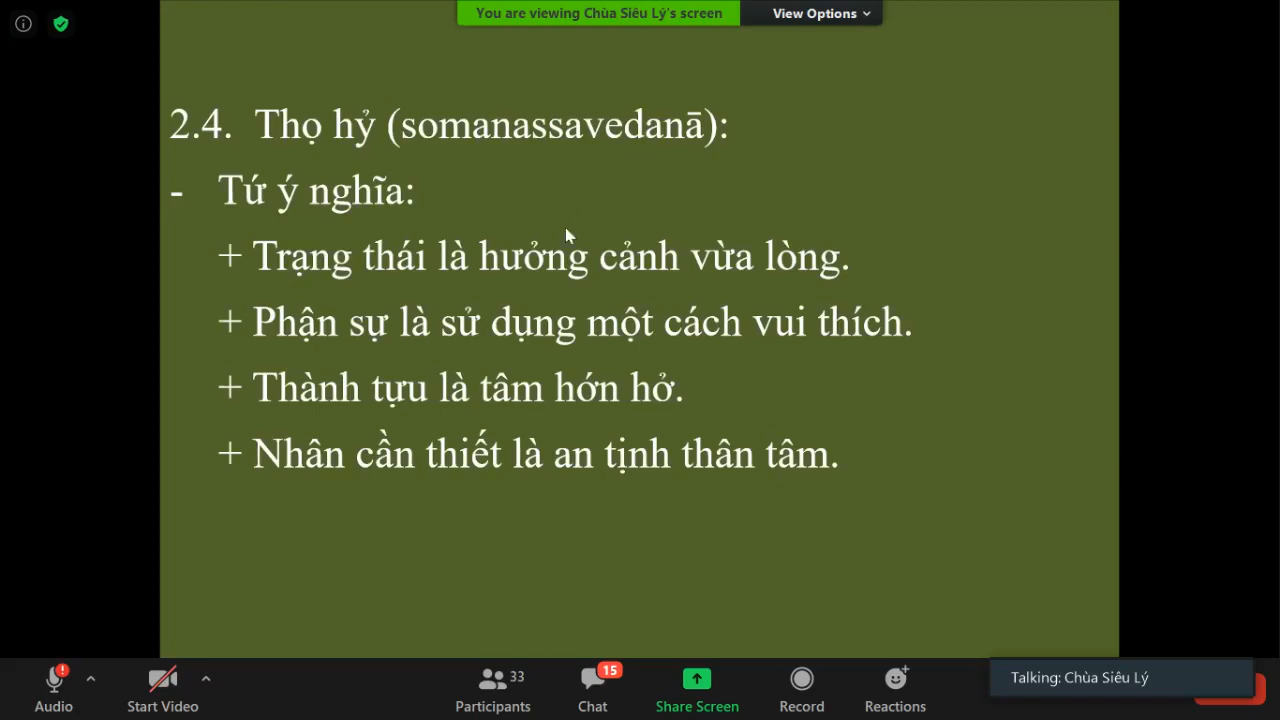 You are viewing Chùa Siêu Lý's screen
View Options
2.4. Thọ hỷ (somanassavedanā):
- Tứ ý nghĩa:
+ Trạng thái là hưởng cảnh vừa lòng.
+ Phận sự là sử dụng một cách vui thích.
+ Thành tựu là tâm hớn hở.
+ Nhân cần thiết là an tịnh thân tâm.
Talking: Chùa Siêu Lý
33
15
Audio
Start Video
Participants
Chat
Share Screen
Record
Reactions